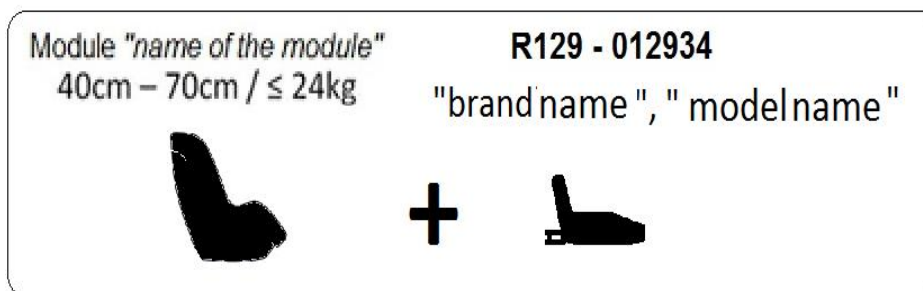 Module "name of the module"
40cm – 70cm / ≤ 24kg
R129 - 012934
"brand name ", " model name "
+